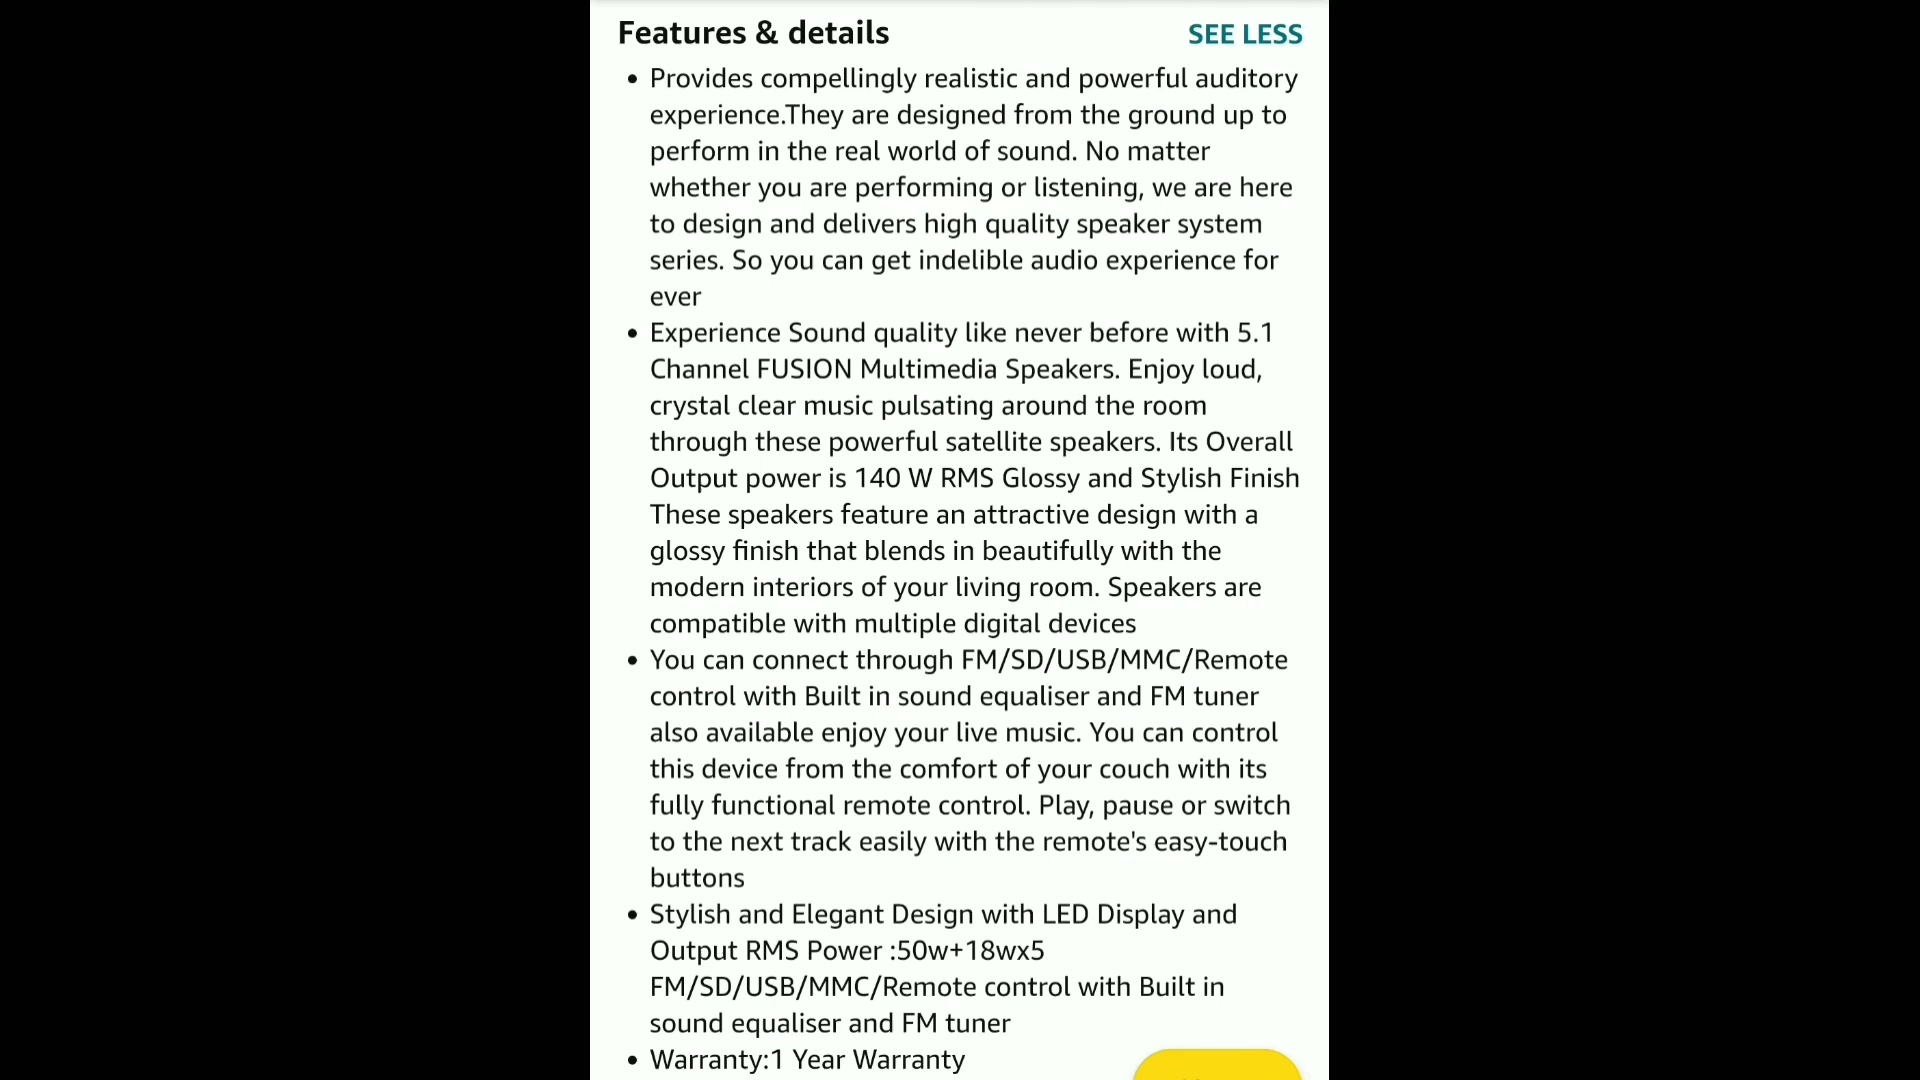 Features & details
SEE LESS
• Provides compellingly realistic and powerful auditory
experience.They are designed from the ground up to
perform in the real world of sound. No matter
whether you are performing or listening, we are here
to design and delivers high quality speaker system
series. So you can get indelible audio experience for
ever
• Experience Sound quality like never before with 5.1
Channel FUSION Multimedia Speakers. Enjoy loud,
crystal clear music pulsating around the room
through these powerful satellite speakers. Its Overall
Output power is 140 W RMS Glossy and Stylish Finish
These speakers feature an attractive design with a
glossy finish that blends in beautifully with the
modern interiors of your living room. Speakers are
compatible with multiple digital devices
• You can connect through FM/SD/USB/MMC/Remote
control with Built in sound equaliser and FM tuner
also available enjoy your live music. You can control
this device from the comfort of your couch with its
fully functional remote control. Play, pause or switch
to the next track easily with the remote's easy-touch
buttons
• Stylish and Elegant Design with LED Display and
Output RMS Power :50w+18wx5
FM/SD/USB/MMC/Remote control with Built in
sound equaliser and FM tuner
• Warranty:1 Year Warranty